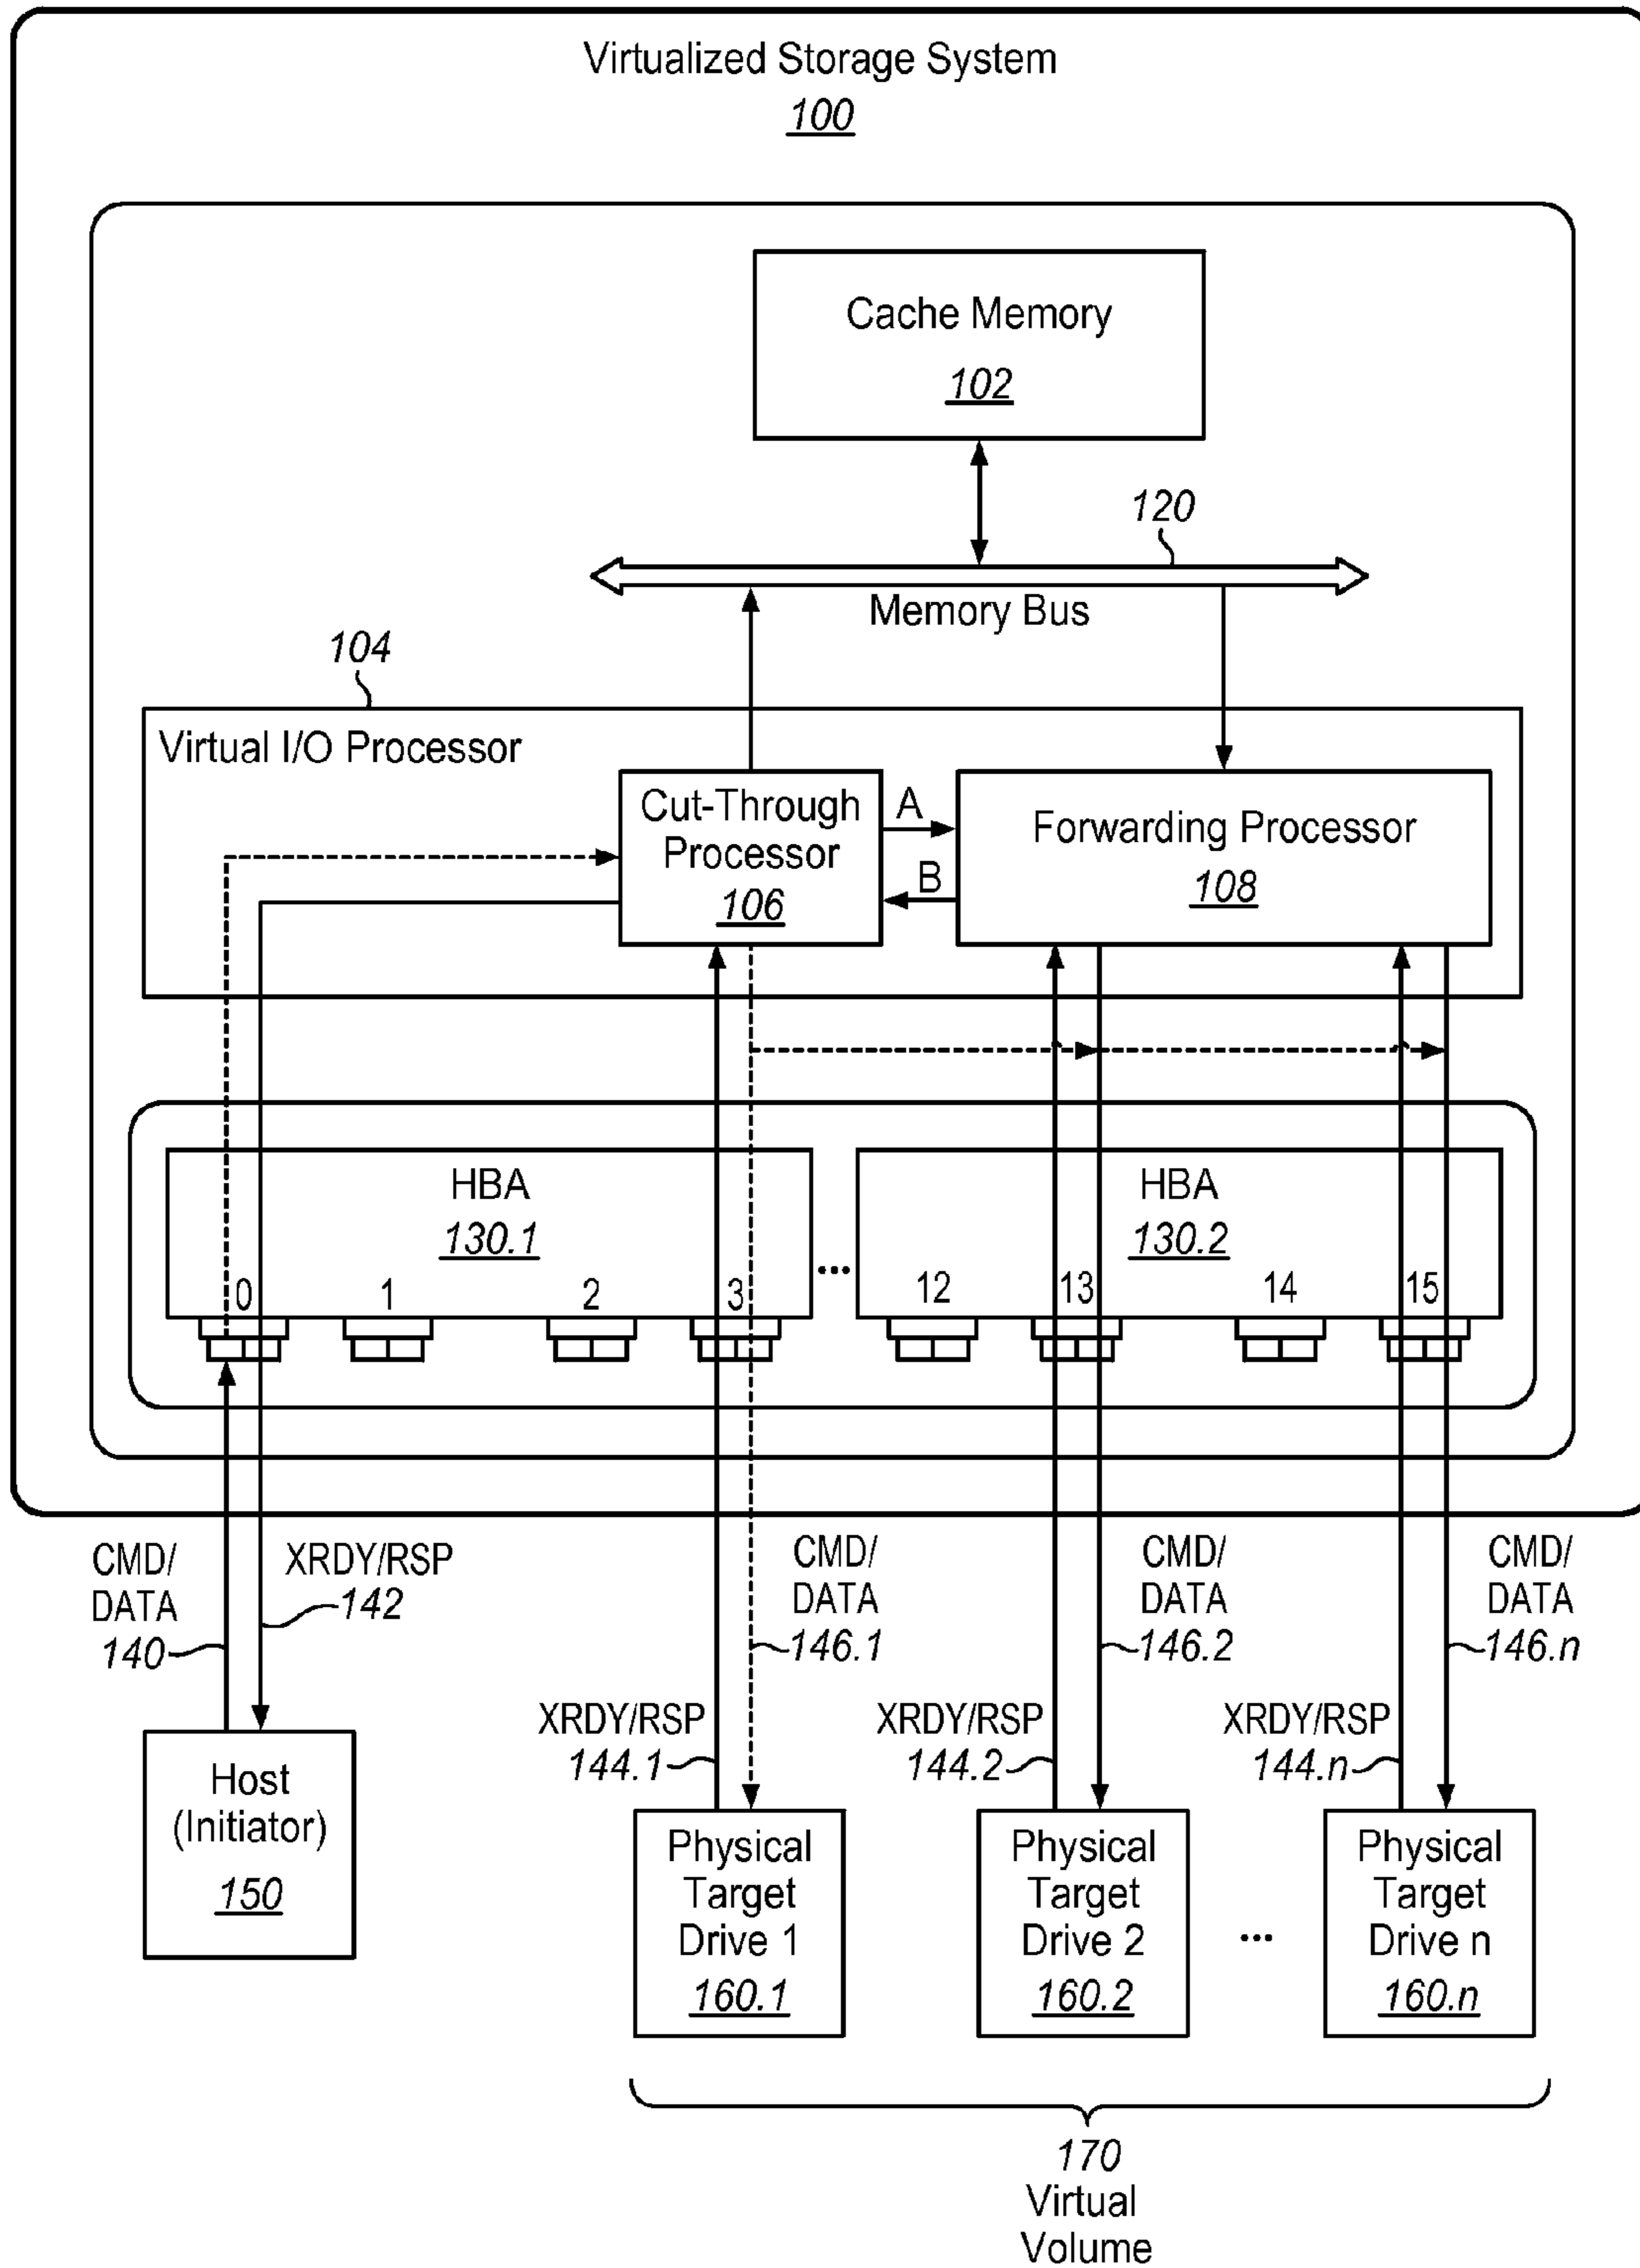 Virtualized Storage System
100
Cache Memory
102
120
Memory Bus
104
Virtual I/O Processor
Cut-Through
Processor
106
A
B
Forwarding Processor
108
HBA
130.1
0 1 2 3
...
HBA
130.2
12 13 14 15
CMD/
DATA
140
XRDY/RSP
142
CMD/
DATA
146.1
CMD/
DATA
146.2
CMD/
DATA
146.n
XRDY/RSP
144.1
XRDY/RSP
144.2
XRDY/RSP
144.n
Host
(Initiator)
150
Physical
Target
Drive 1
160.1
Physical
Target
Drive 2
160.2
...
Physical
Target
Drive n
160.n
170
Virtual
Volume